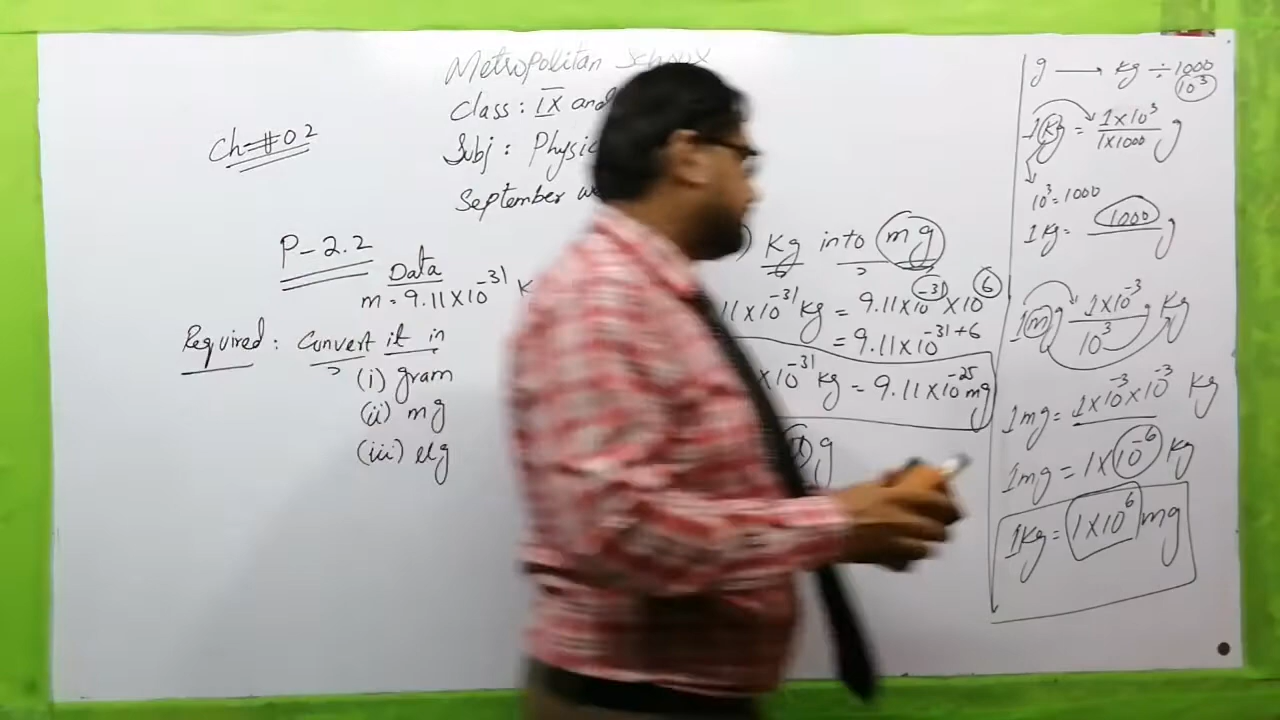 Metropolitan
Class: IX and
Subj: Physic
September
Ch-#02
P-2.2
Data
m = 9.11×10⁻³¹ K
Required: Convert it in
(i) gram
(ii) mg
(iii) µg
) Kg into mg
11×10⁻³¹ Kg = 9.11×10⁻³¹×10⁶
= 9.11×10⁻³¹⁺⁶
×10⁻³¹ Kg = 9.11×10⁻²⁵ mg
g
g → Kg ÷ 1000
10³
1Kg = 1×10³/1×1000 g
10³ = 1000
1Kg = 1000 g
1mg 1×10⁻³/10³ Kg
1mg = 1×10⁻³×10⁻³ Kg
1mg = 1×10⁻⁶ Kg
1Kg = 1×10⁶ mg